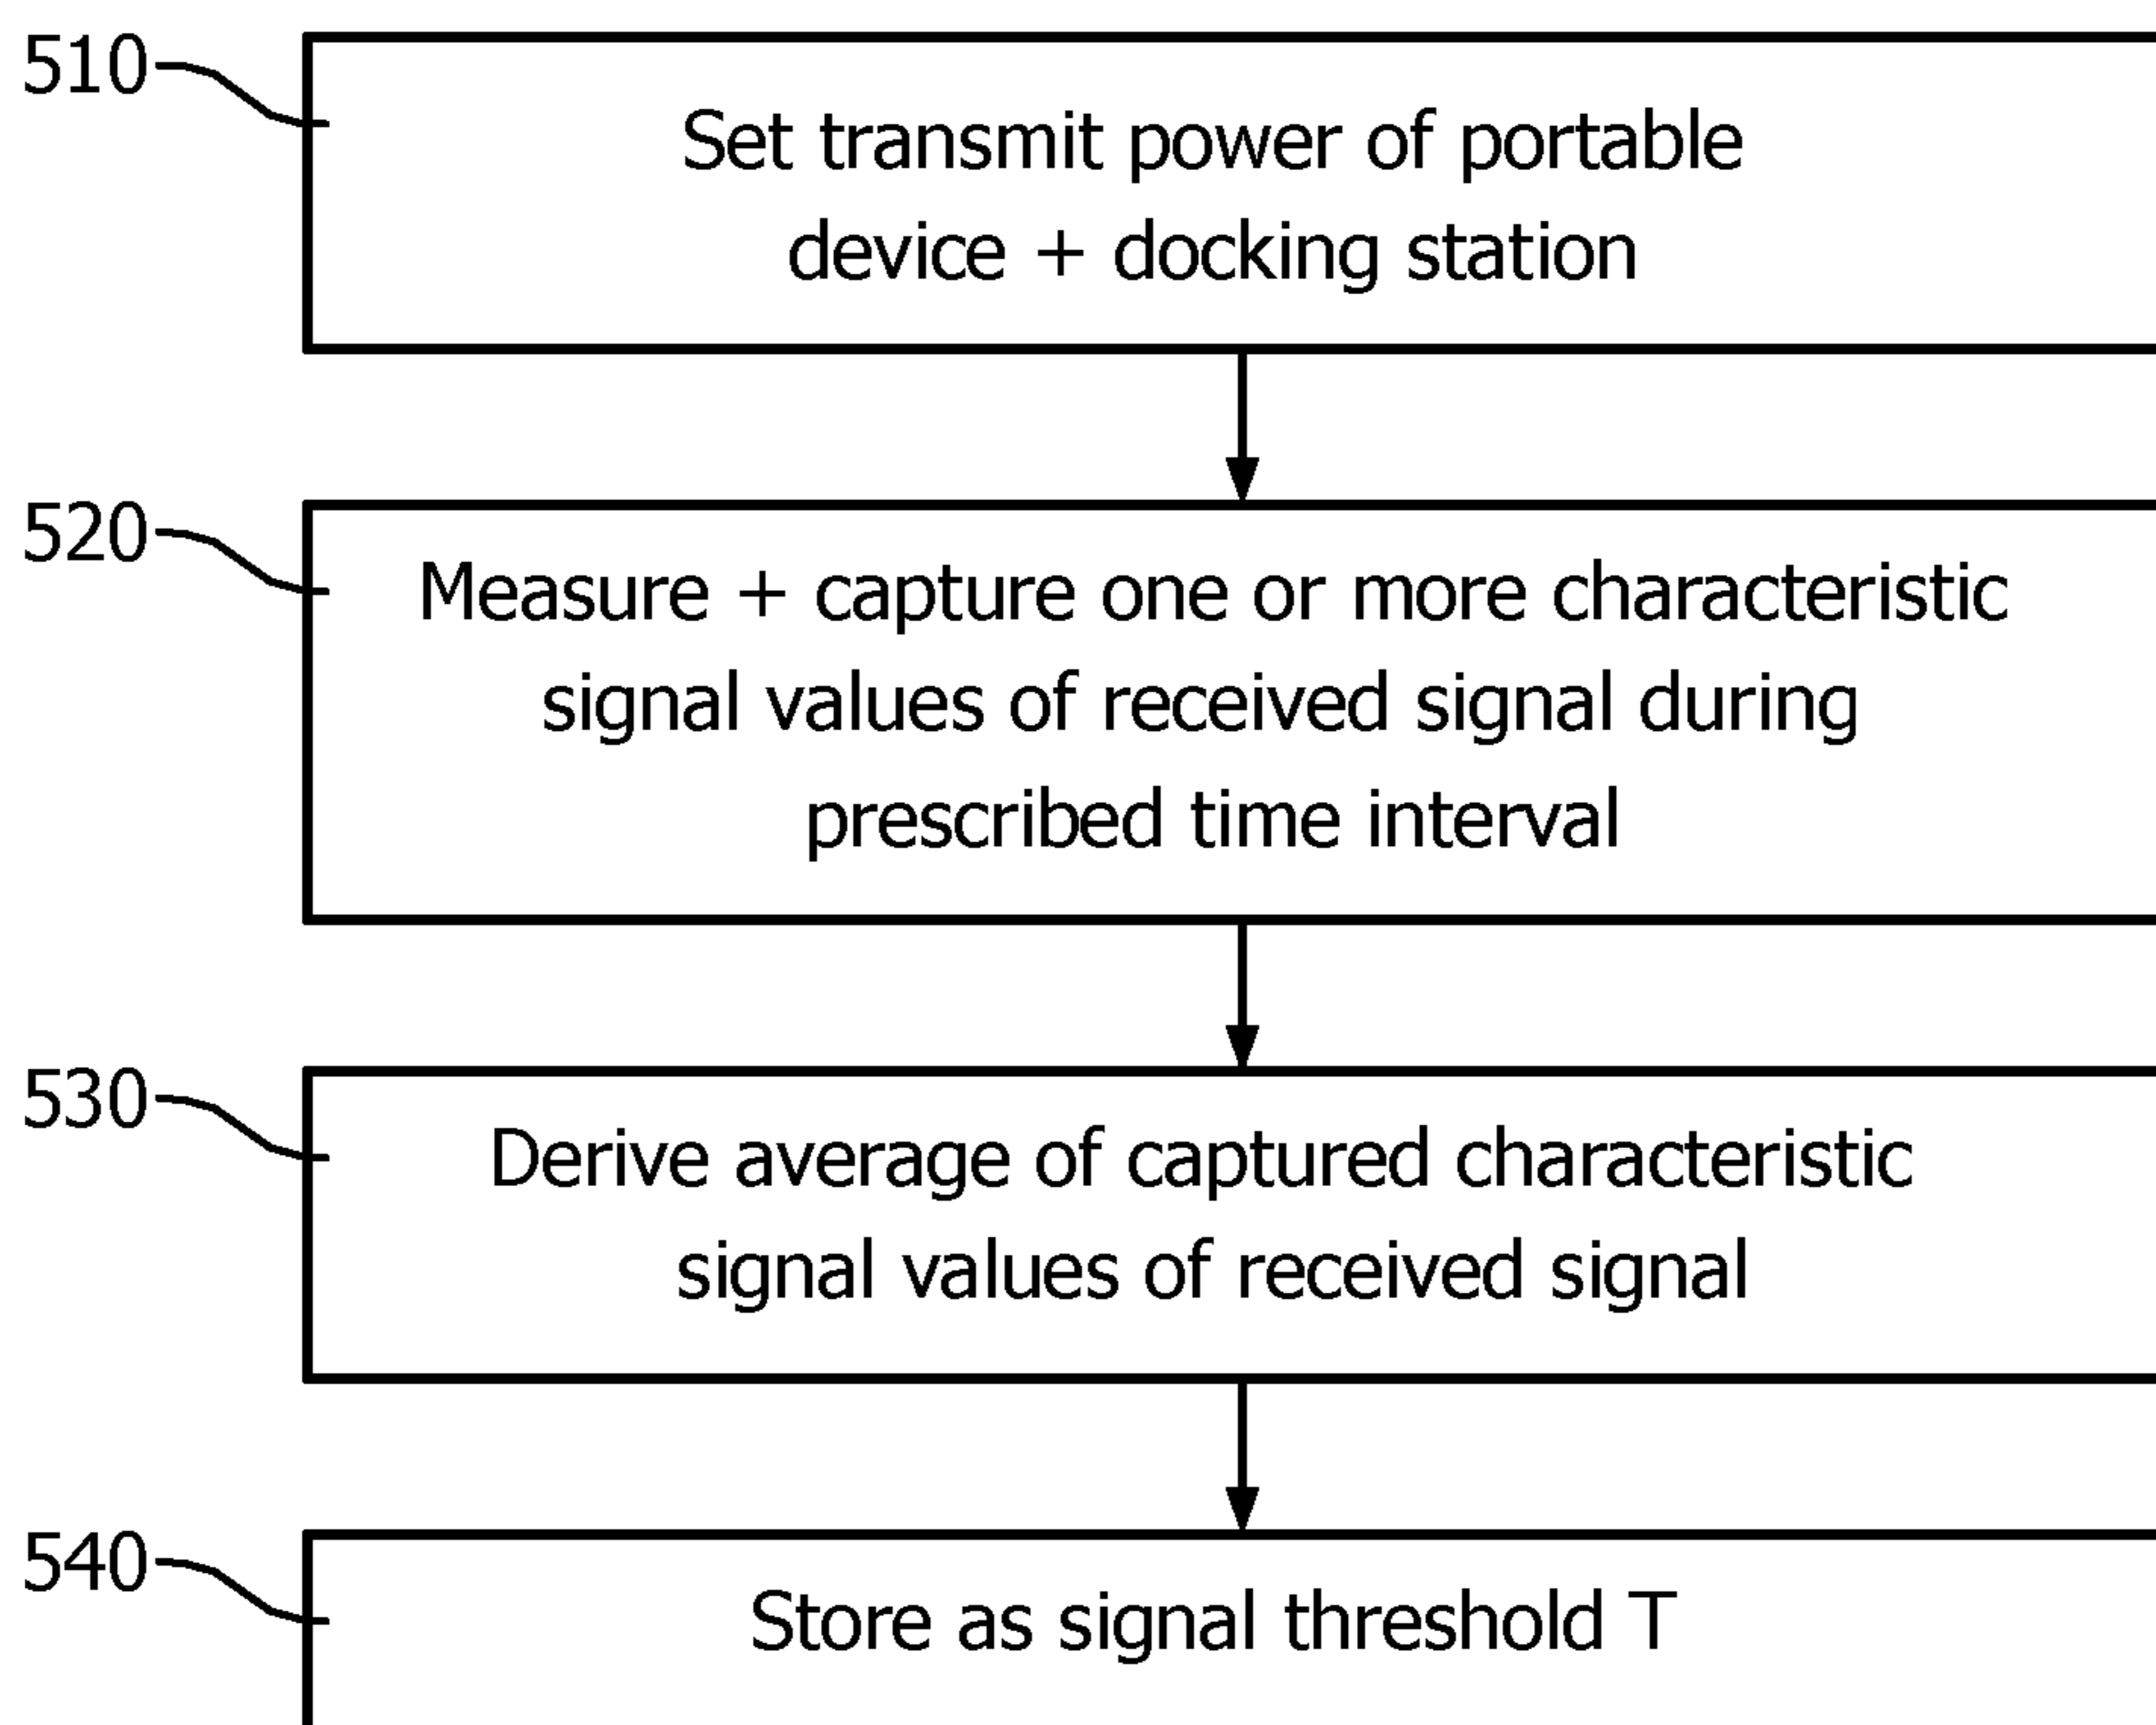 510
Set transmit power of portable
device + docking station
520
Measure + capture one or more characteristic
signal values of received signal during
prescribed time interval
530
Derive average of captured characteristic
signal values of received signal
540
Store as signal threshold T